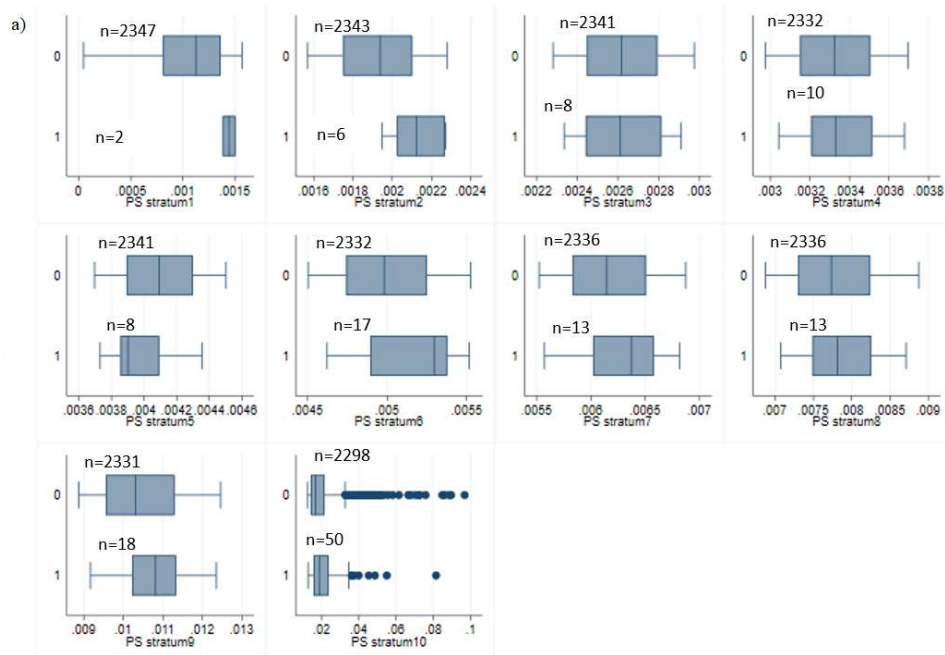 a)
n=2347
0
1
n=2
0 .0005 .001 .0015
PS stratum1
n=2343
0
1
n=6
.0016 .0018 .002 .0022 .0024
PS stratum2
n=2341
0
n=8
1
.0022 .0024 .0026 .0028 .003
PS stratum3
n=2332
0
n=10
1
.003 .0032 .0034 .0036 .0038
PS stratum4
n=2341
0
n=8
1
.0036 .0038 .004 .0042 .0044 .0046
PS stratum5
n=2332
0
n=17
1
.0045 .005 .0055
PS stratum6
n=2336
0
n=13
1
.0055 .006 .0065 .007
PS stratum7
n=2336
0
n=13
1
.007 .0075 .008 .0085 .009
PS stratum8
n=2331
0
n=18
1
.009 .01 .011 .012 .013
PS stratum9
n=2298
0
n=50
1
.02 .04 .06 .08 .1
PS stratum10